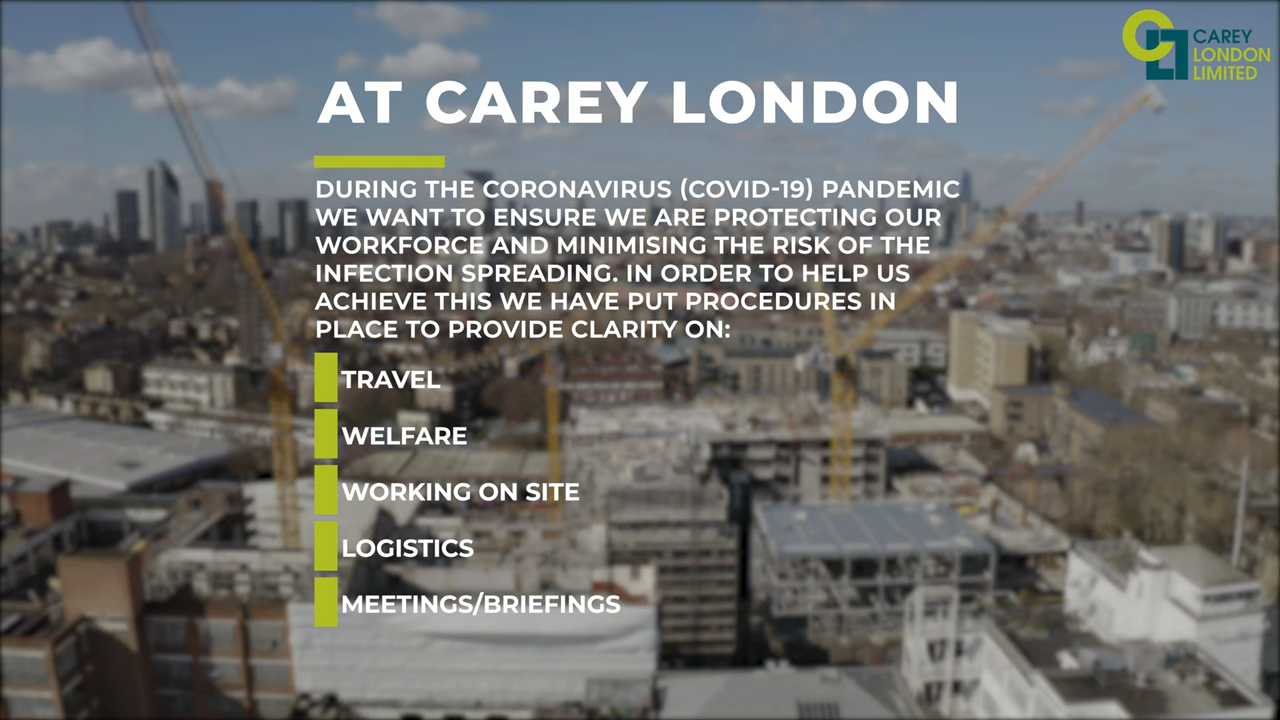 CAREY
LONDON
LIMITED
AT CAREY LONDON
DURING THE CORONAVIRUS (COVID-19) PANDEMIC
WE WANT TO ENSURE WE ARE PROTECTING OUR
WORKFORCE AND MINIMISING THE RISK OF THE
INFECTION SPREADING. IN ORDER TO HELP US
ACHIEVE THIS WE HAVE PUT PROCEDURES IN
PLACE TO PROVIDE CLARITY ON:
TRAVEL
WELFARE
WORKING ON SITE
LOGISTICS
MEETINGS/BRIEFINGS